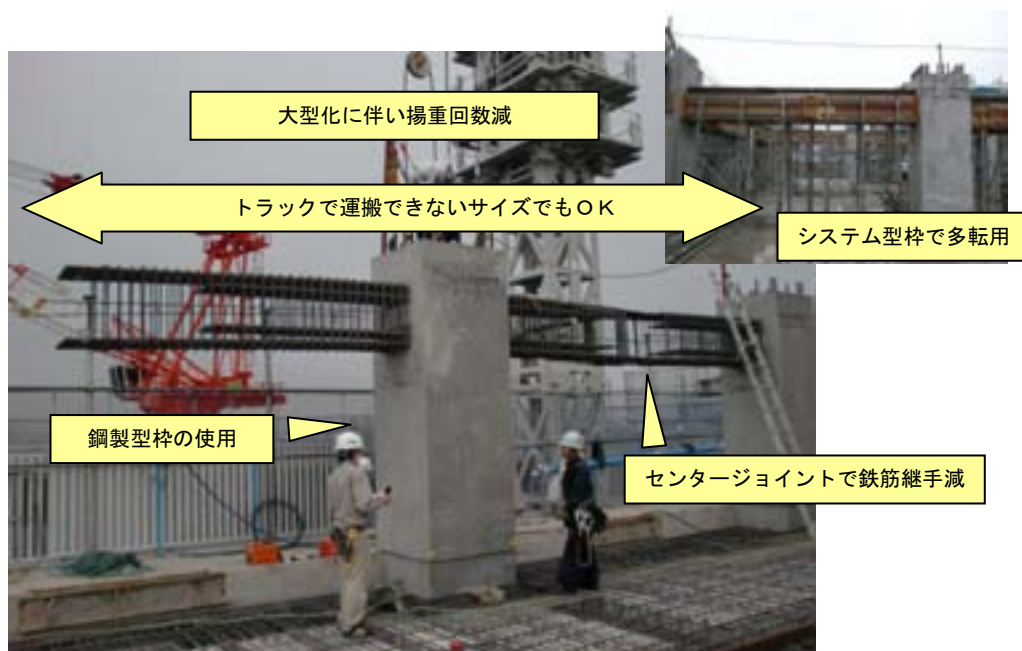 大型化に伴い揚重回数減
トラックで運搬できないサイズでもＯＫ
システム型枠で多転用
鋼製型枠の使用
センタージョイントで鉄筋継手減